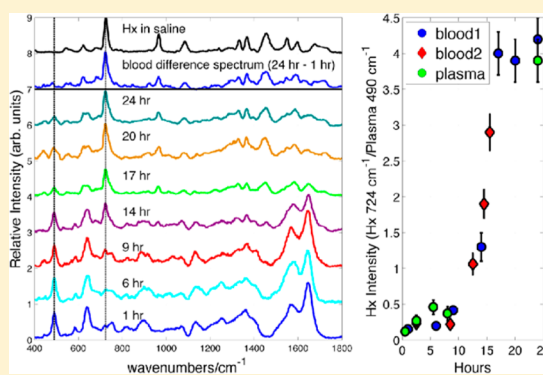 Relative Intensity (arb. units)
9
8
7
6
5
4
3
2
1
0
Hx in saline
blood difference spectrum (24 hr - 1 hr)
24 hr
20 hr
17 hr
14 hr
9 hr
6 hr
1 hr
400 600 800 1000 1200 1400 1600 1800
wavenumbers/cm⁻¹
Hx Intensity (Hx 724 cm⁻¹/Plasma 490 cm⁻¹)
4.5
4
3.5
3
2.5
2
1.5
1
0.5
0
blood1
blood2
plasma
0 5 10 15 20
Hours